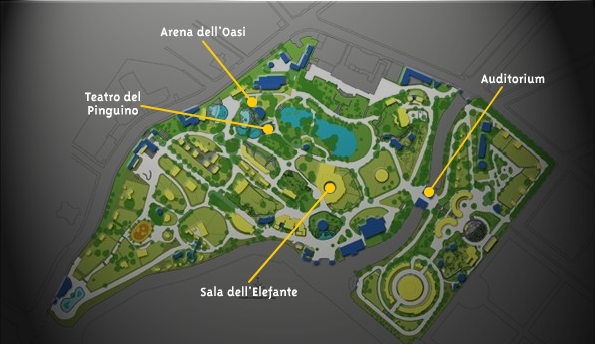 Arena dell'Oasi
Auditorium
Teatro del
Pinguino
Sala dell'Elefante